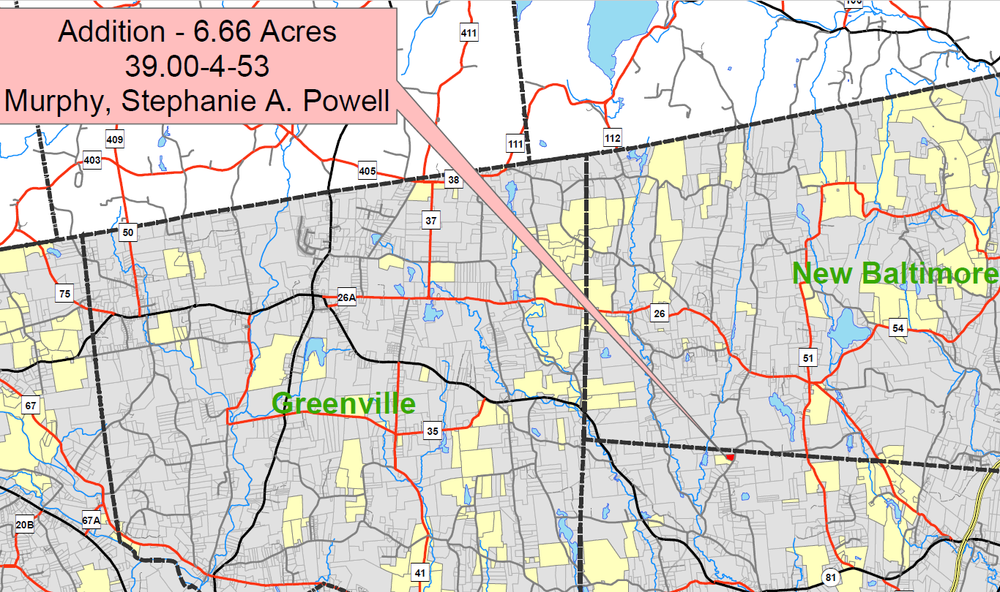 Addition - 6.66 Acres
39.00-4-53
Murphy, Stephanie A. Powell
411
409
403
405
111
112
38
37
50
75
26A
26
51
54
New Baltimore
Greenville
67
35
67A
20B
41
81